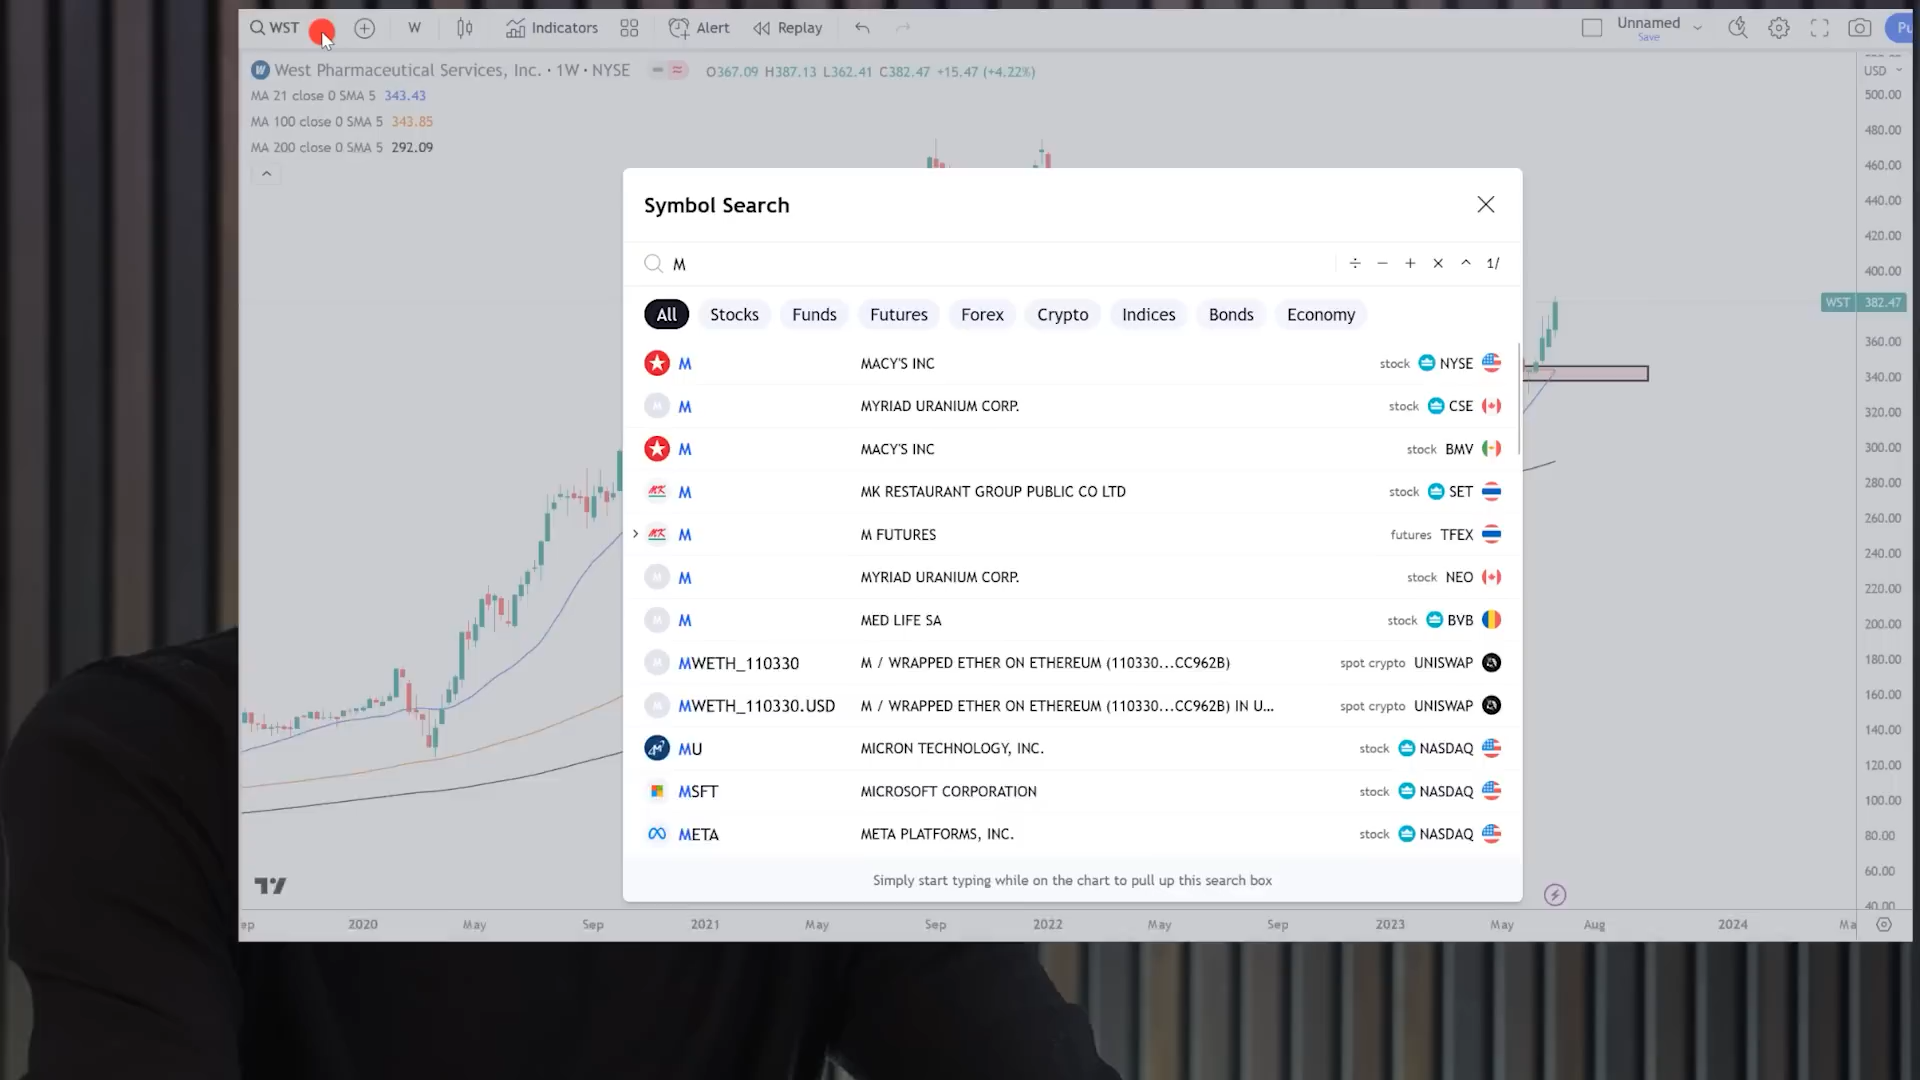 WST W Indicators Alert Replay Unnamed Save Pu
West Pharmaceutical Services, Inc. · 1W · NYSE O367.09 H387.13 L362.41 C382.47 +15.47 (+4.22%) USD
MA 21 close 0 SMA 5 343.43
MA 100 close 0 SMA 5 343.85
MA 200 close 0 SMA 5 292.09
Symbol Search
M ÷ − + × ^ 1/
All Stocks Funds Futures Forex Crypto Indices Bonds Economy
M MACY'S INC stock NYSE
M MYRIAD URANIUM CORP. stock CSE
M MACY'S INC stock BMV
M MK RESTAURANT GROUP PUBLIC CO LTD stock SET
M M FUTURES futures TFEX
M MYRIAD URANIUM CORP. stock NEO
M MED LIFE SA stock BVB
MWETH_110330 M / WRAPPED ETHER ON ETHEREUM (110330...CC962B) spot crypto UNISWAP
MWETH_110330.USD M / WRAPPED ETHER ON ETHEREUM (110330...CC962B) IN U... spot crypto UNISWAP
MU MICRON TECHNOLOGY, INC. stock NASDAQ
MSFT MICROSOFT CORPORATION stock NASDAQ
META META PLATFORMS, INC. stock NASDAQ
Simply start typing while on the chart to pull up this search box
500.00
480.00
460.00
440.00
420.00
400.00
WST 382.47
360.00
340.00
320.00
300.00
280.00
260.00
240.00
220.00
200.00
180.00
160.00
140.00
120.00
100.00
80.00
60.00
40.00
ep 2020 May Sep 2021 May Sep 2022 May Sep 2023 May Aug 2024 Ma